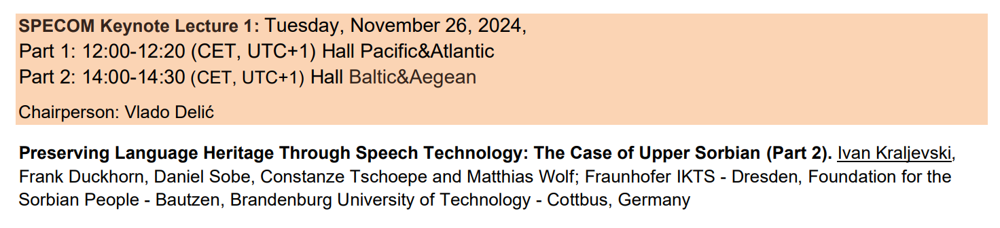 SPECOM Keynote Lecture 1: Tuesday, November 26, 2024,
Part 1: 12:00-12:20 (CET, UTC+1) Hall Pacific&Atlantic
Part 2: 14:00-14:30 (CET, UTC+1) Hall Baltic&Aegean
Chairperson: Vlado Delić
Preserving Language Heritage Through Speech Technology: The Case of Upper Sorbian (Part 2). Ivan Kraljevski,
Frank Duckhorn, Daniel Sobe, Constanze Tschoepe and Matthias Wolf; Fraunhofer IKTS - Dresden, Foundation for the
Sorbian People - Bautzen, Brandenburg University of Technology - Cottbus, Germany